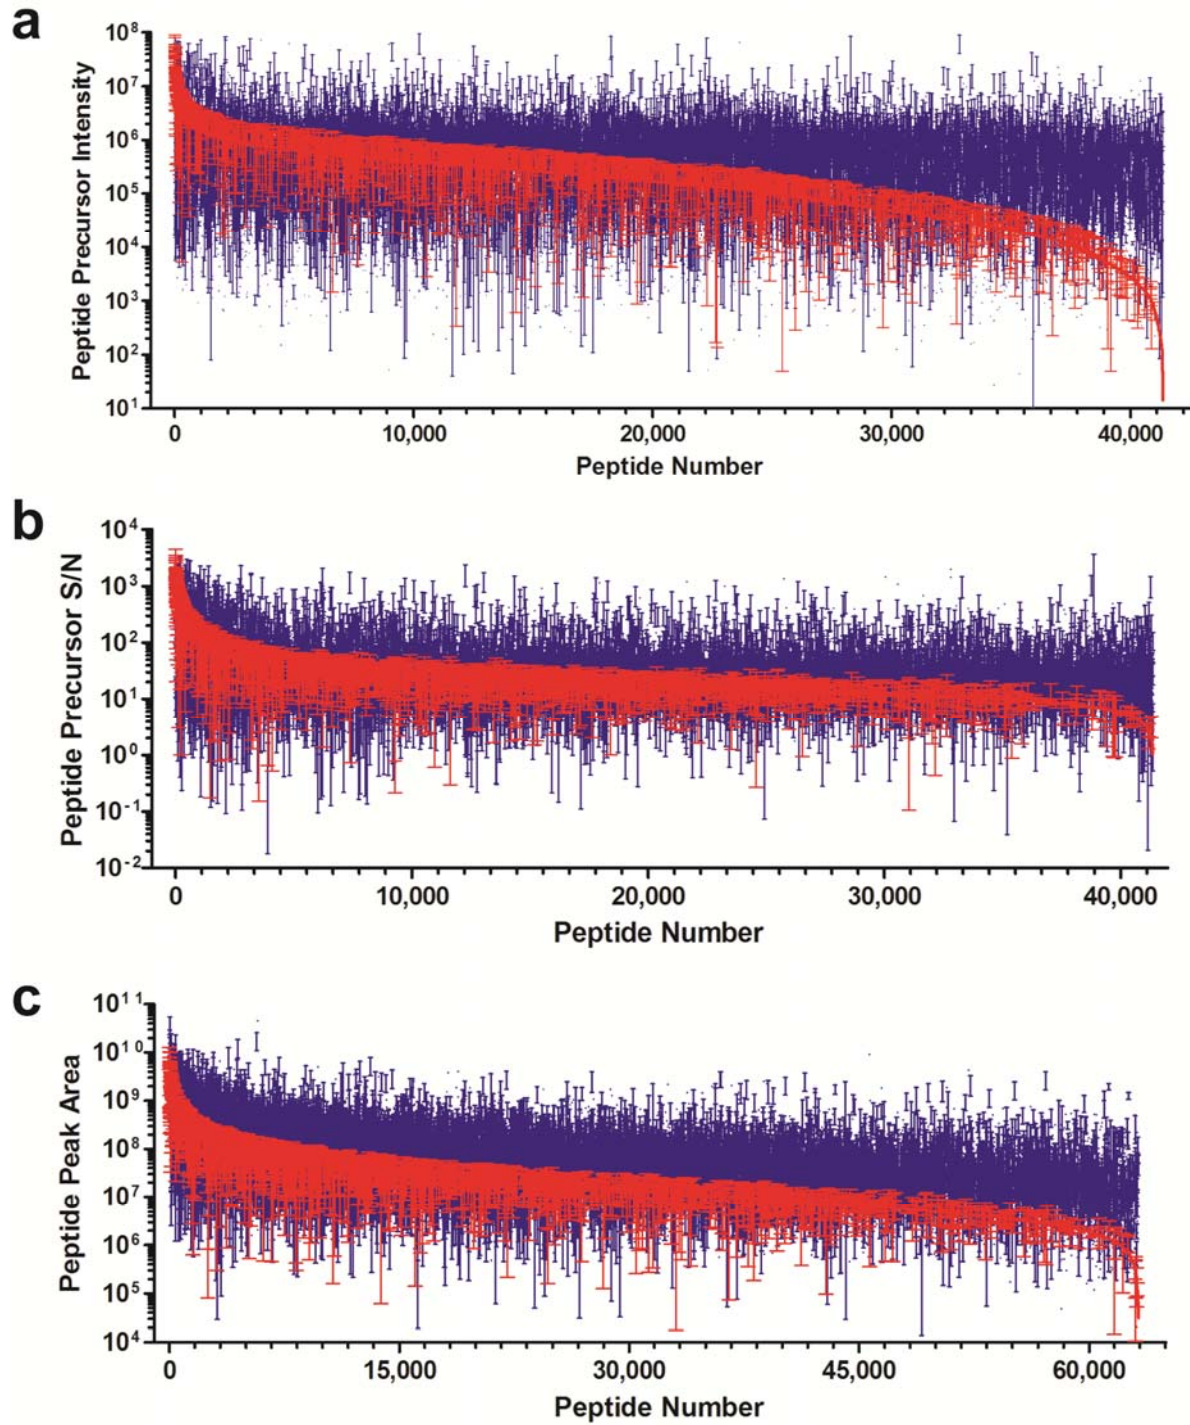 a
Peptide Precursor Intensity
10⁸
10⁷
10⁶
10⁵
10⁴
10³
10²
10¹
0 10,000 20,000 30,000 40,000
Peptide Number
b
Peptide Precursor S/N
10⁴
10³
10²
10¹
10⁰
10⁻¹
10⁻²
0 10,000 20,000 30,000 40,000
Peptide Number
c
Peptide Peak Area
10¹¹
10¹⁰
10⁹
10⁸
10⁷
10⁶
10⁵
10⁴
0 15,000 30,000 45,000 60,000
Peptide Number